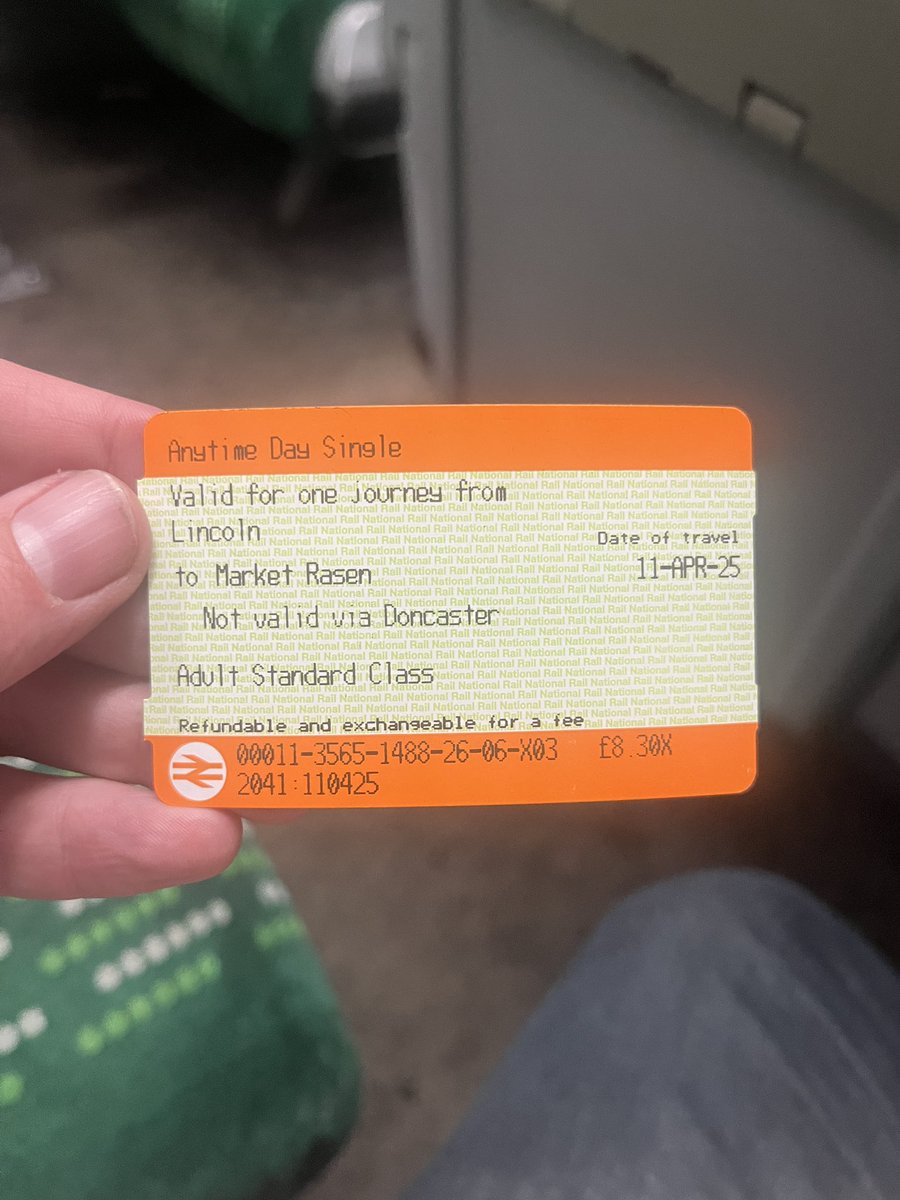 Anytime Day Single
Valid for one journey from
Lincoln
Date of travel
to Market Rasen
11-APR-25
Not valid via Doncaster
Adult Standard Class
Refundable and exchangeable for a fee
00011-3565-1488-26-06-X03 £8.30X
2041:110425